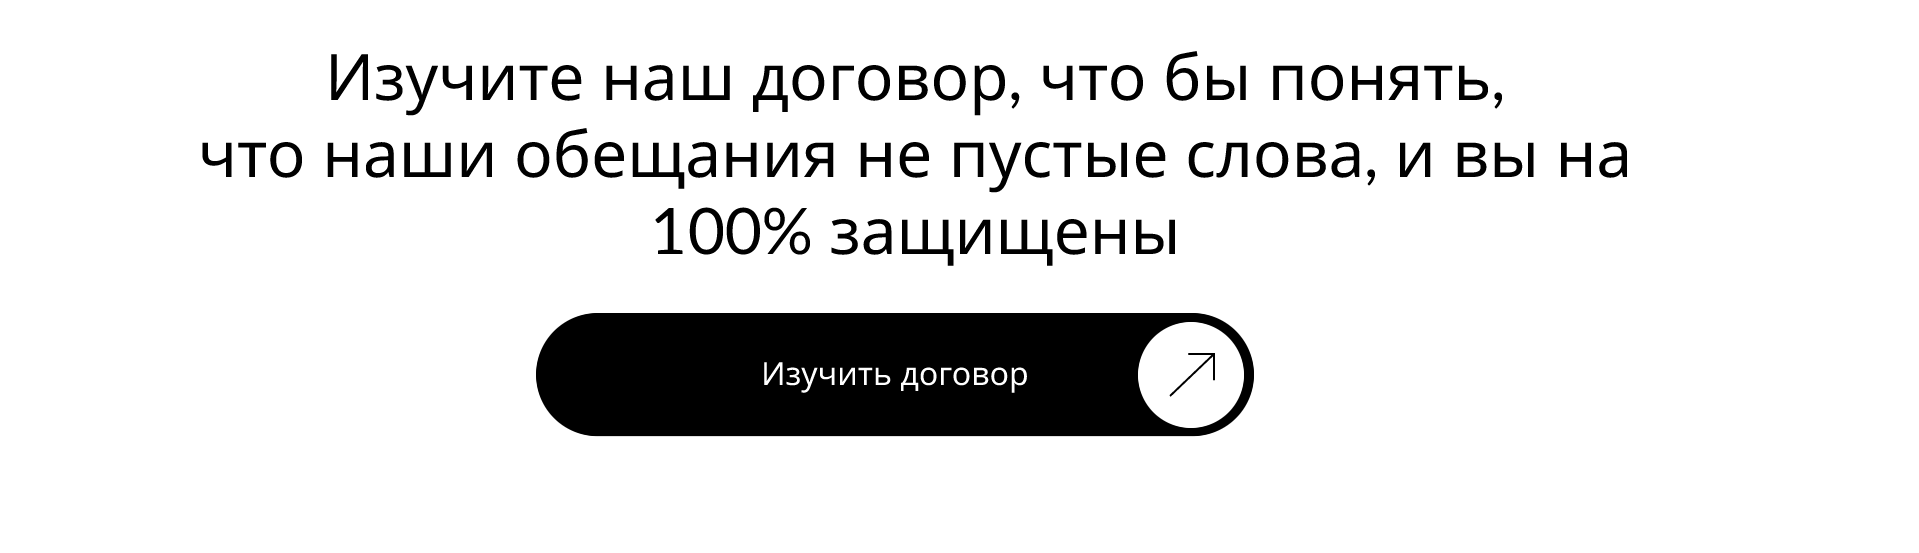 Изучите наш договор, что бы понять,
что наши обещания не пустые слова, и вы на
100% защищены
Изучить договор